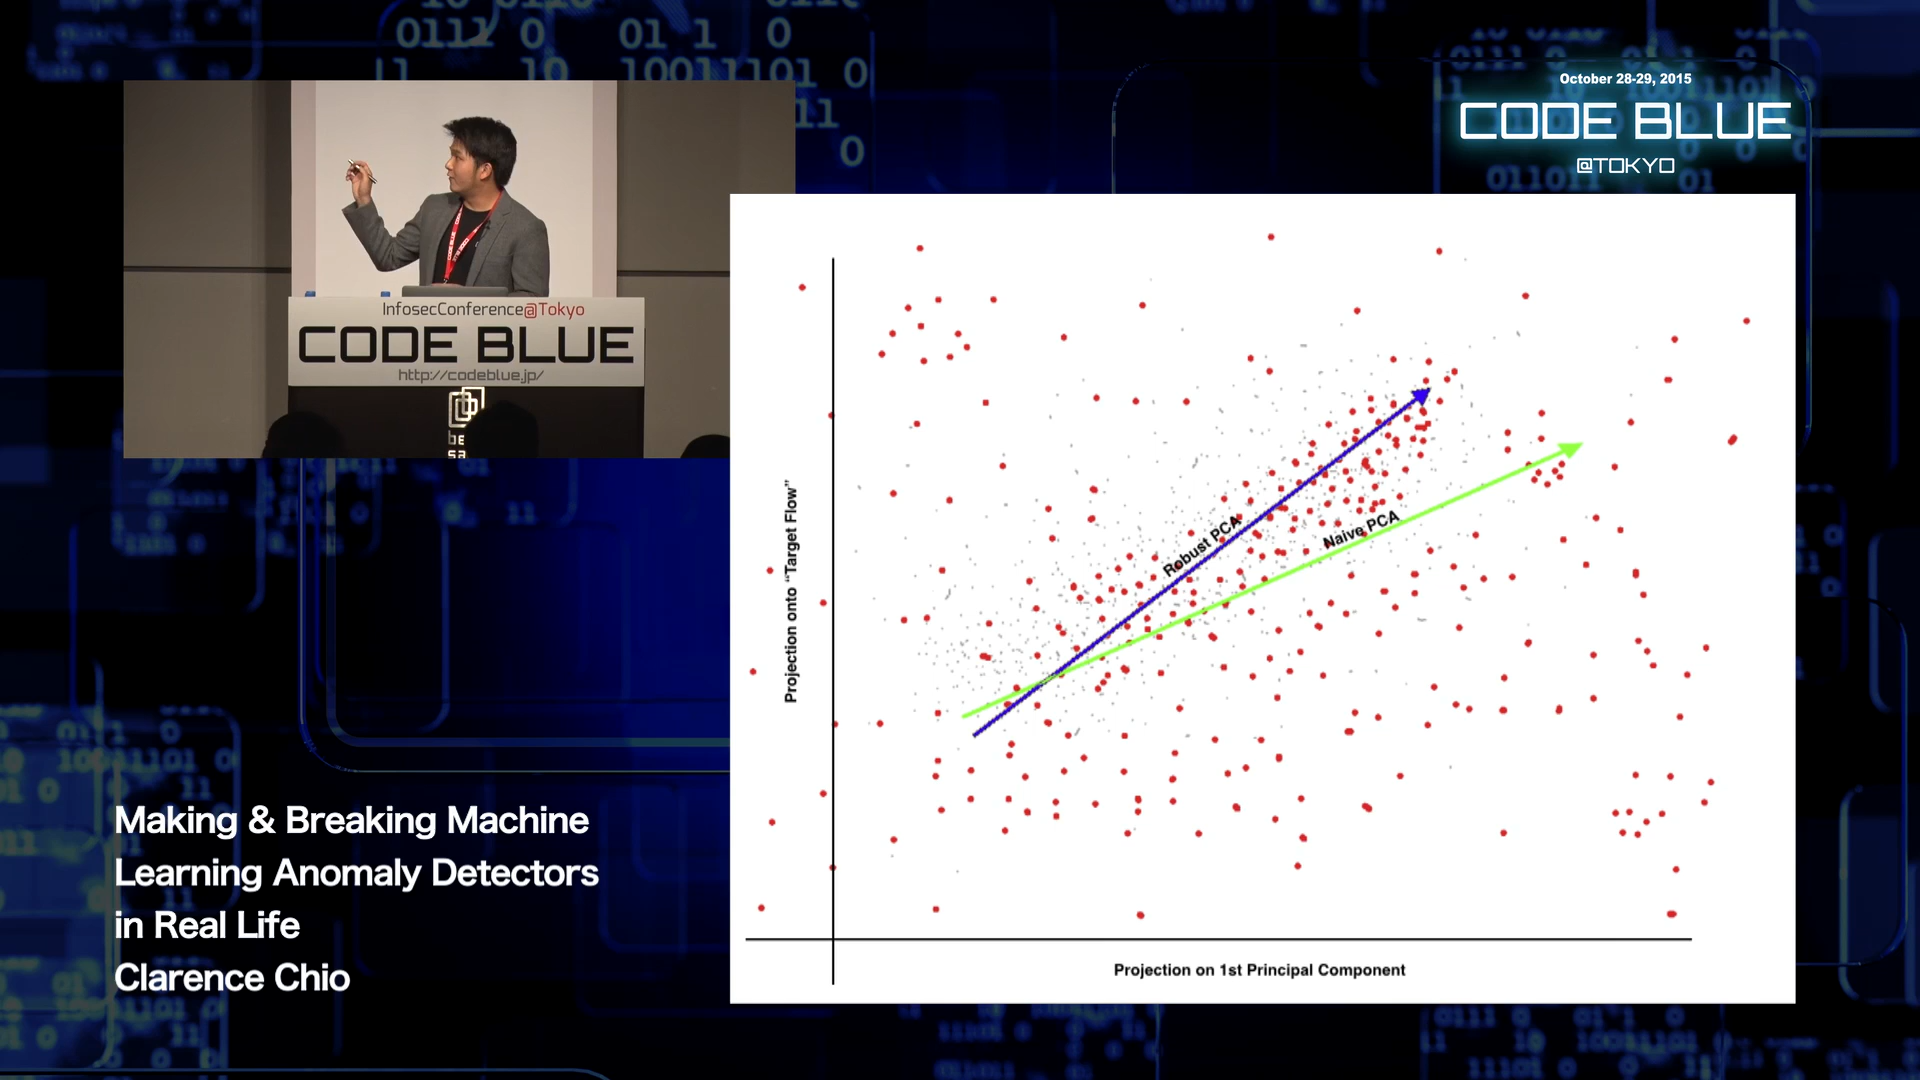 October 28-29, 2015
CODE BLUE
@TOKYO
InfosecConference@Tokyo
CODE BLUE
http://codeblue.jp/
be
sa
Projection onto "Target Flow"
Robust PCA
Naive PCA
Projection on 1st Principal Component
Making & Breaking Machine
Learning Anomaly Detectors
in Real Life
Clarence Chio